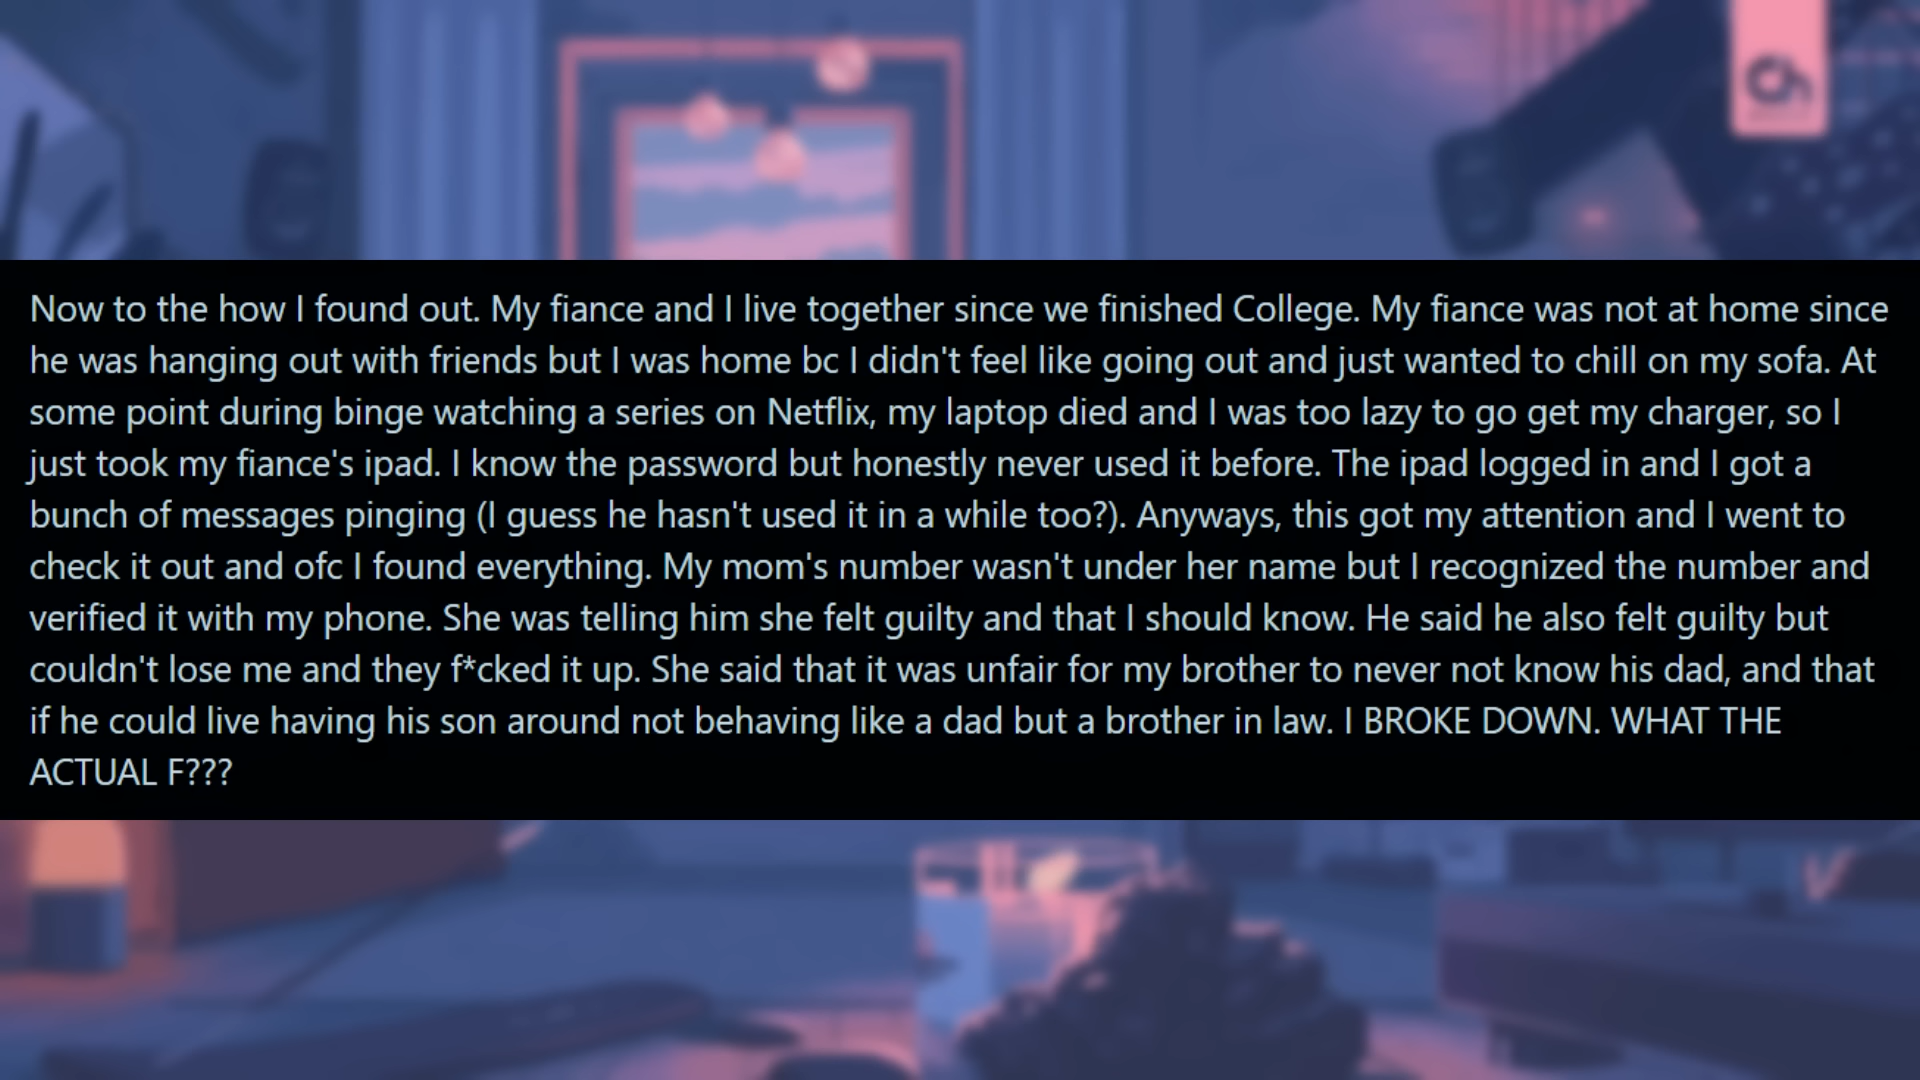 Now to the how I found out. My fiance and I live together since we finished College. My fiance was not at home since
he was hanging out with friends but I was home bc I didn't feel like going out and just wanted to chill on my sofa. At
some point during binge watching a series on Netflix, my laptop died and I was too lazy to go get my charger, so I
just took my fiance's ipad. I know the password but honestly never used it before. The ipad logged in and I got a
bunch of messages pinging (I guess he hasn't used it in a while too?). Anyways, this got my attention and I went to
check it out and ofc I found everything. My mom's number wasn't under her name but I recognized the number and
verified it with my phone. She was telling him she felt guilty and that I should know. He said he also felt guilty but
couldn't lose me and they f*cked it up. She said that it was unfair for my brother to never not know his dad, and that
if he could live having his son around not behaving like a dad but a brother in law. I BROKE DOWN. WHAT THE
ACTUAL F???